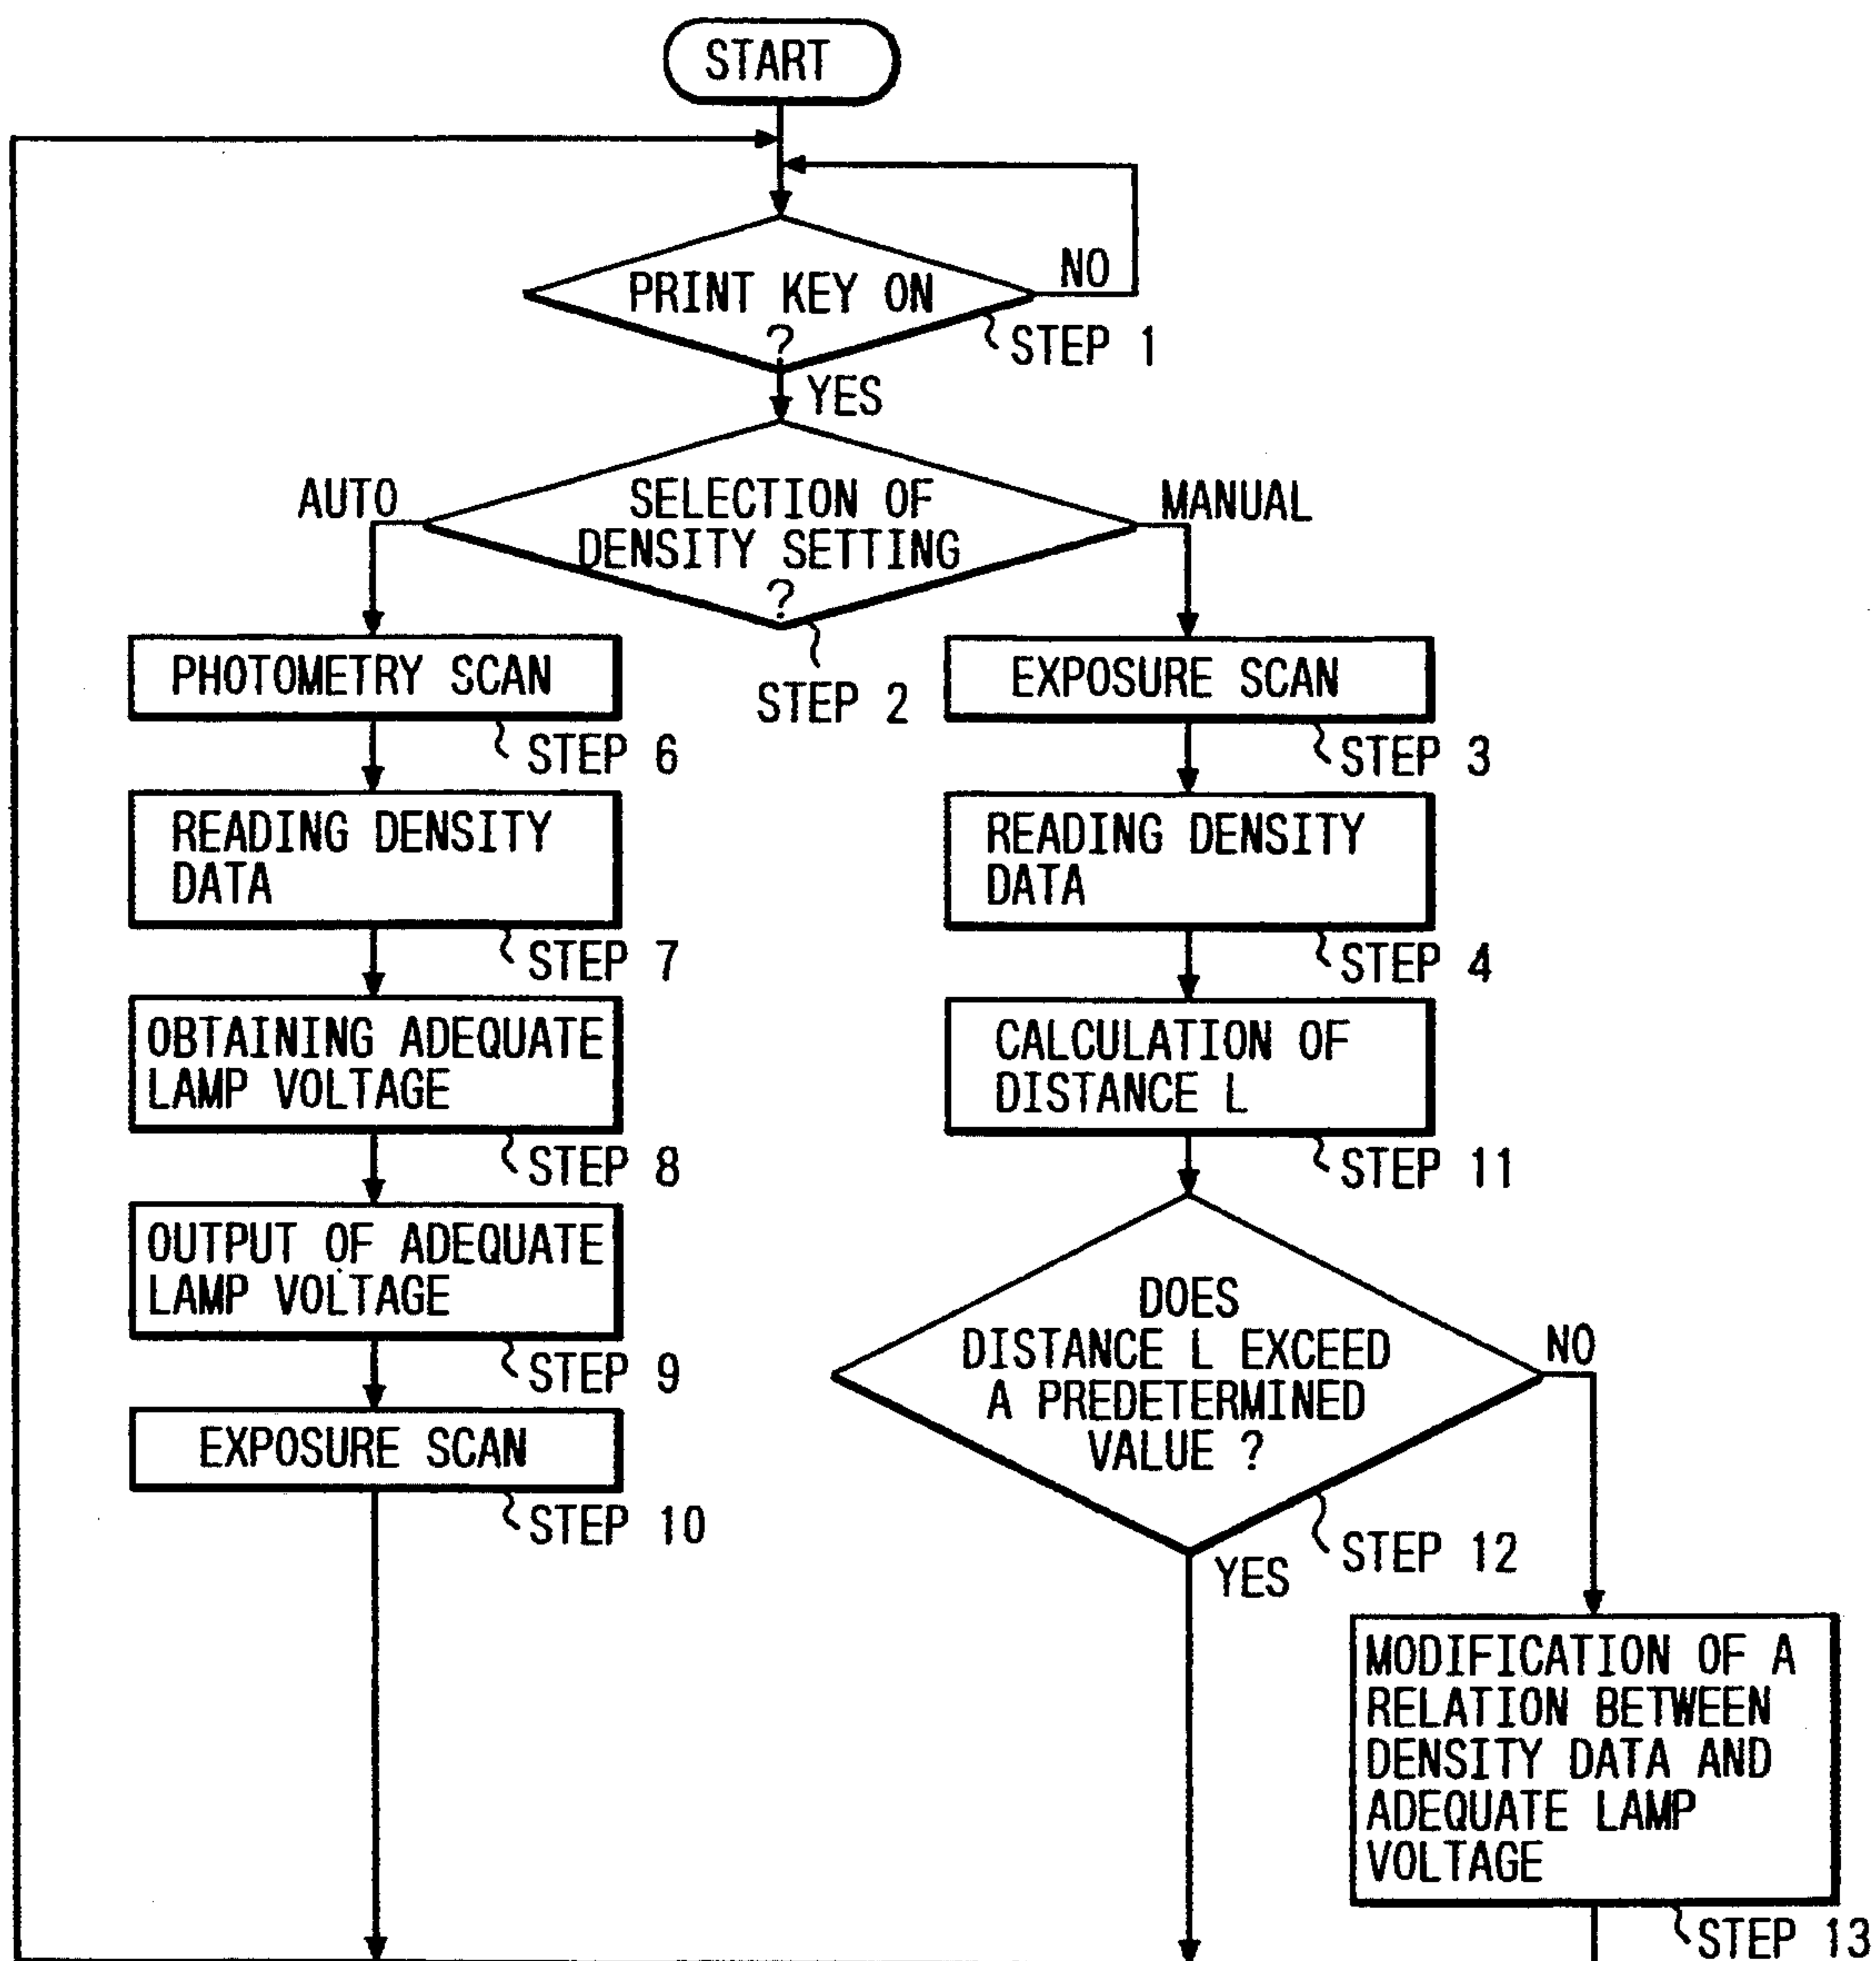 START
PRINT KEY ON
?
NO
STEP 1
YES
SELECTION OF
DENSITY SETTING
?
AUTO
MANUAL
STEP 2
PHOTOMETRY SCAN
STEP 6
READING DENSITY
DATA
STEP 7
OBTAINING ADEQUATE
LAMP VOLTAGE
STEP 8
OUTPUT OF ADEQUATE
LAMP VOLTAGE
STEP 9
EXPOSURE SCAN
STEP 10
EXPOSURE SCAN
STEP 3
READING DENSITY
DATA
STEP 4
CALCULATION OF
DISTANCE L
STEP 11
DOES
DISTANCE L EXCEED
A PREDETERMINED
VALUE ?
NO
STEP 12
YES
MODIFICATION OF A
RELATION BETWEEN
DENSITY DATA AND
ADEQUATE LAMP
VOLTAGE
STEP 13